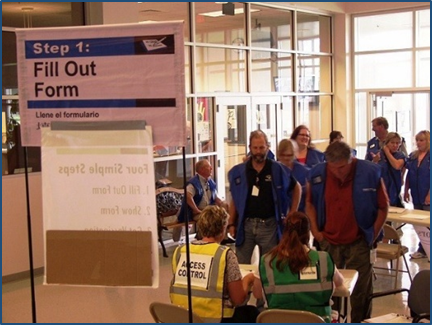 Step 1:
Fill Out
Form
Llene el formulario
Four Simple Steps
1. Fill Out Form
2. Show Form
ACCESS
CONTROL